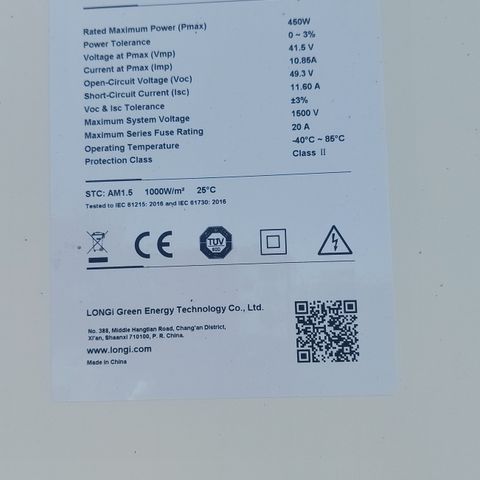 Rated Maximum Power (Pmax) 450W
Power Tolerance 0 ~ 3%
Voltage at Pmax (Vmp) 41.5 V
Current at Pmax (Imp) 10.85A
Open-Circuit Voltage (Voc) 49.3 V
Short-Circuit Current (Isc) 11.60 A
Voc & Isc Tolerance ±3%
Maximum System Voltage 1500 V
Maximum Series Fuse Rating 20 A
Operating Temperature -40°C ~ 85°C
Protection Class Class II
STC: AM1.5 1000W/m² 25°C
Tested to IEC 61215: 2016 and IEC 61730: 2016
CE
TÜV
SÜD
LONGi Green Energy Technology Co., Ltd.
No. 388, Middle Hangtian Road, Chang'an District,
Xi'an, Shaanxi 710100, P. R. China.
www.longi.com
Made in China